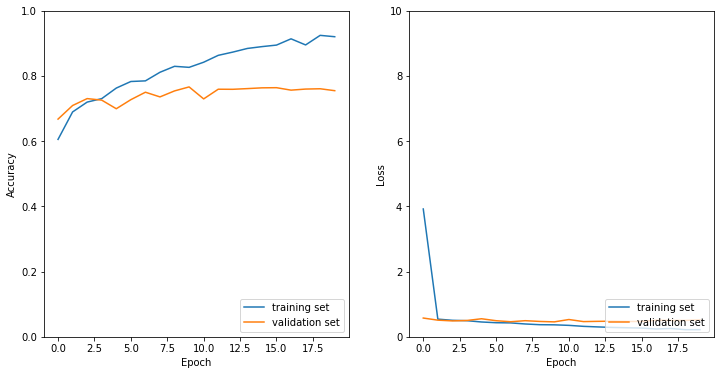 1.0
0.8
0.6
0.4
0.2
0.0
Accuracy
0.0 2.5 5.0 7.5 10.0 12.5 15.0 17.5
Epoch
training set
validation set
10
8
6
4
2
0
Loss
0.0 2.5 5.0 7.5 10.0 12.5 15.0 17.5
Epoch
training set
validation set